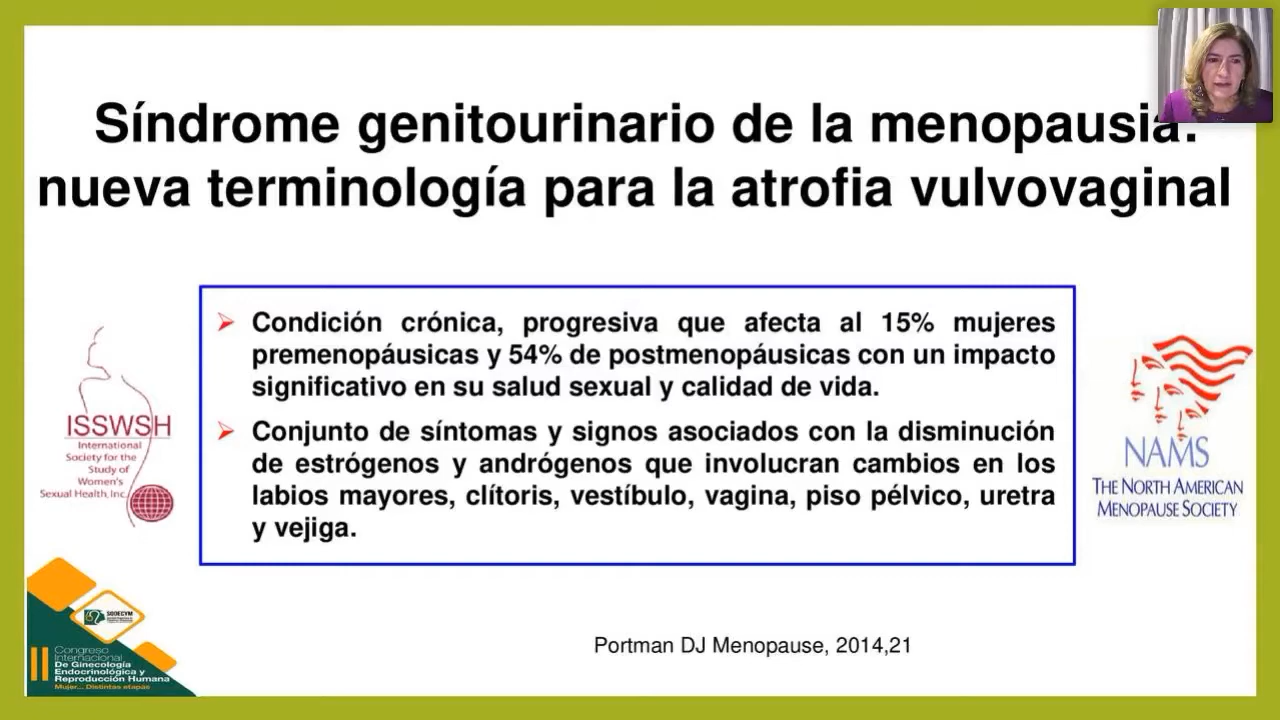 Síndrome genitourinario de la menopausia:
nueva terminología para la atrofia vulvovaginal
Condición crónica, progresiva que afecta al 15% mujeres
premenopáusicas y 54% de postmenopáusicas con un impacto
significativo en su salud sexual y calidad de vida.
Conjunto de síntomas y signos asociados con la disminución
de estrógenos y andrógenos que involucran cambios en los
labios mayores, clítoris, vestíbulo, vagina, piso pélvico, uretra
y vejiga.
ISSWSH
International
Society for the
Study of
Women's
Sexual Health, Inc.
NAMS
THE NORTH AMERICAN
MENOPAUSE SOCIETY
SODECYM
II Congreso
Internacional
De Ginecología
Endocrinológica y
Reproducción Humana
Mujer... Distintas etapas
Portman DJ Menopause, 2014,21